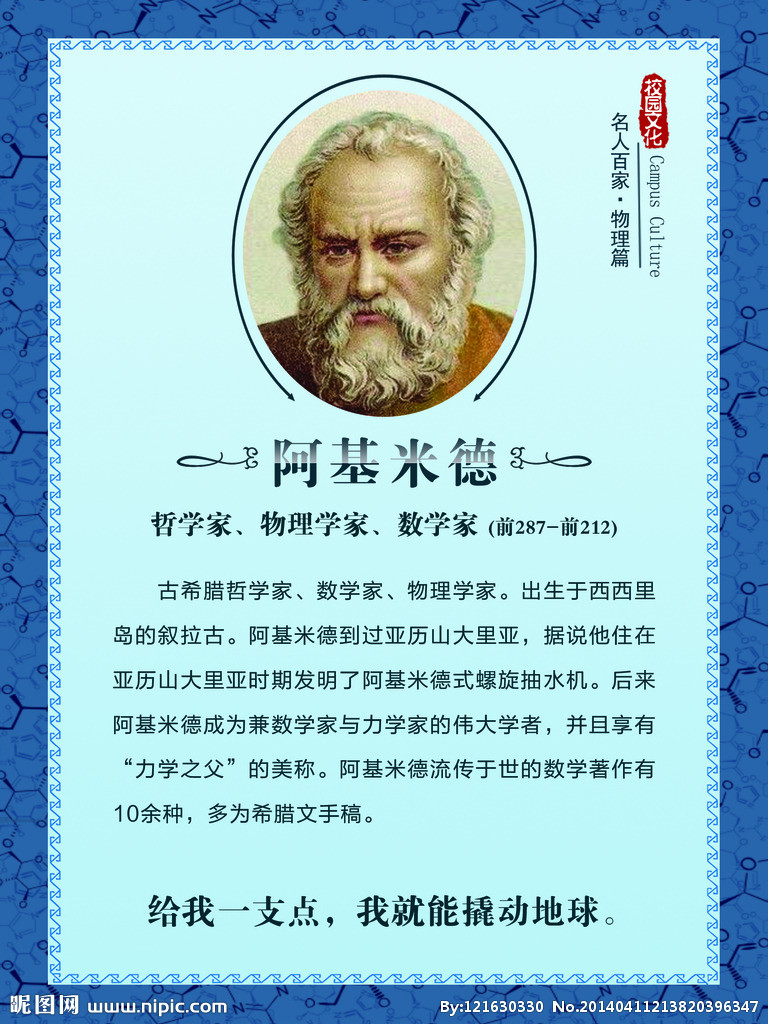 校园文化
Campus Culture
名人百家·物理篇
阿基米德
哲学家、物理学家、数学家 (前287-前212)
古希腊哲学家、数学家、物理学家。出生于西西里
岛的叙拉古。阿基米德到过亚历山大里亚，据说他住在
亚历山大里亚时期发明了阿基米德式螺旋抽水机。后来
阿基米德成为兼数学家与力学家的伟大学者，并且享有
“力学之父”的美称。阿基米德流传于世的数学著作有
10余种，多为希腊文手稿。
给我一支点，我就能撬动地球。
昵图网 www.nipic.com
By:121630330 No.20140411213820396347